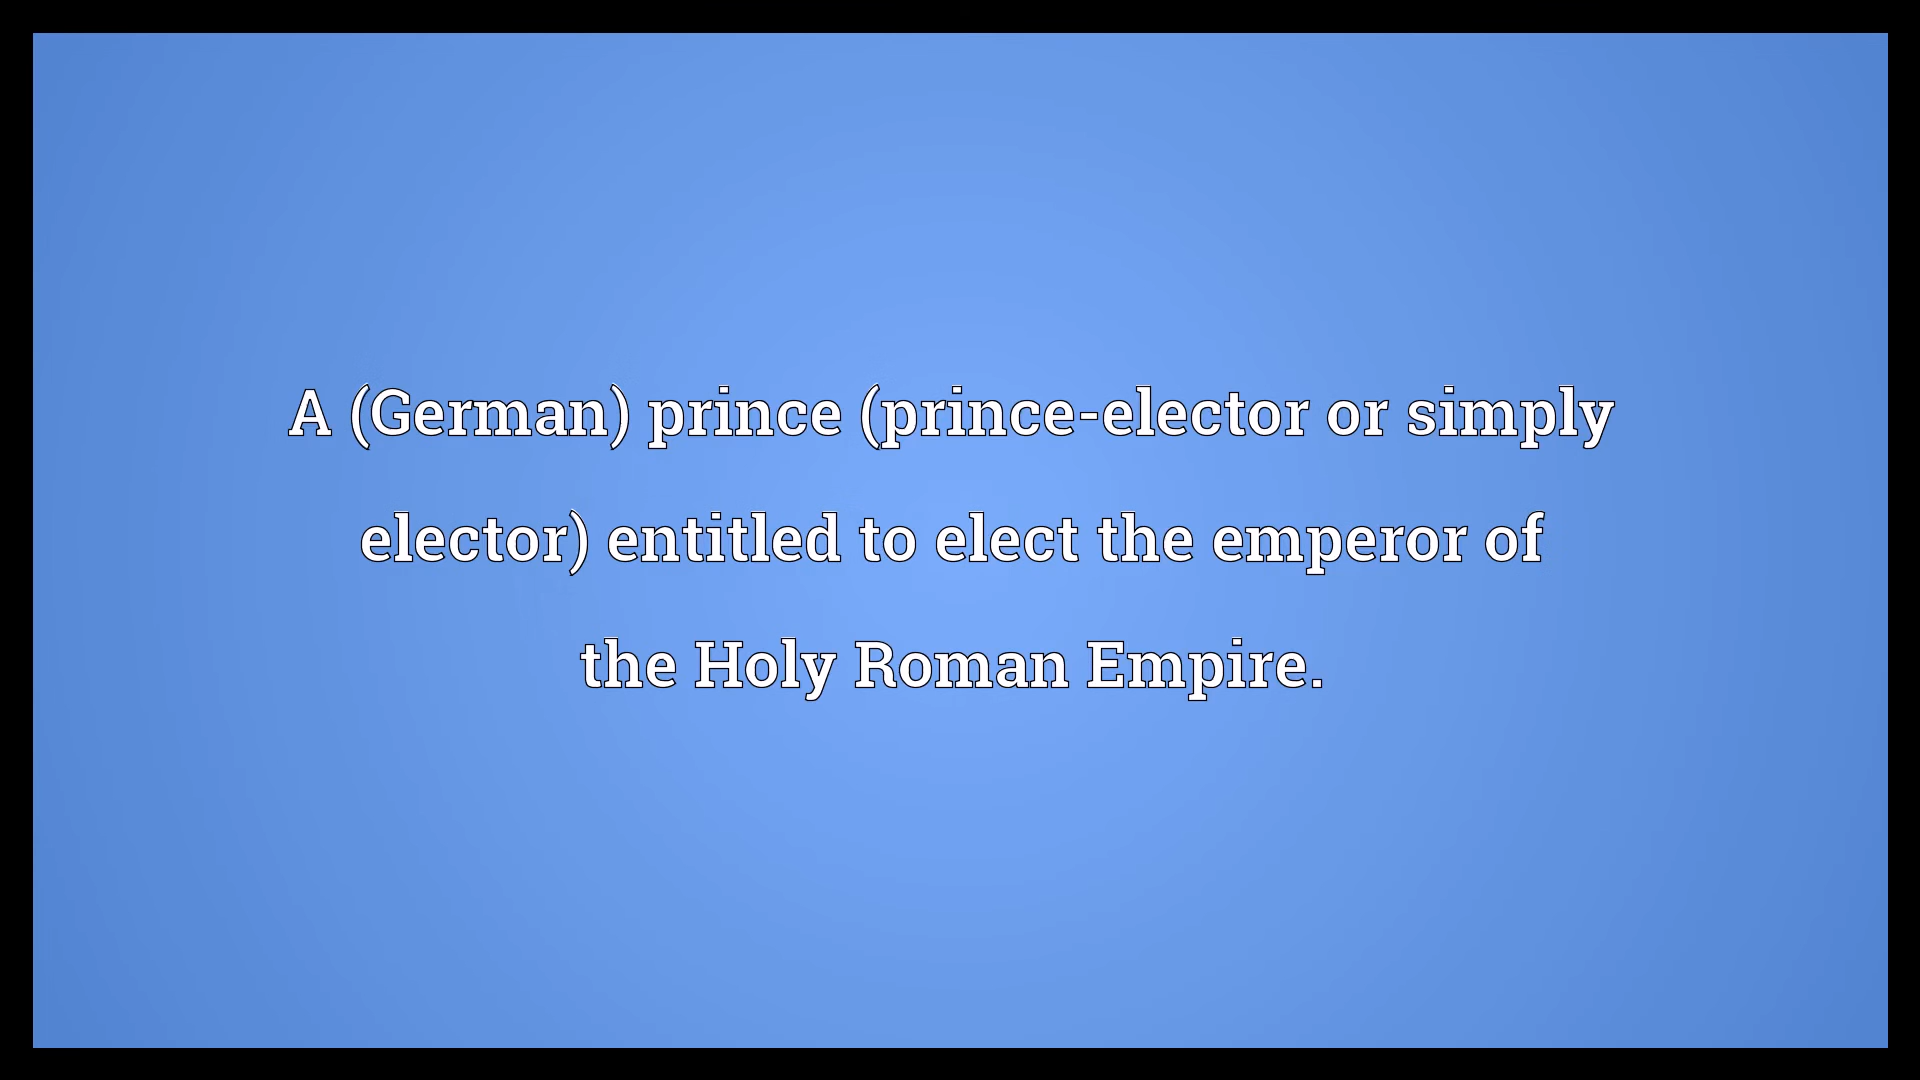 A (German) prince (prince-elector or simply
elector) entitled to elect the emperor of
the Holy Roman Empire.